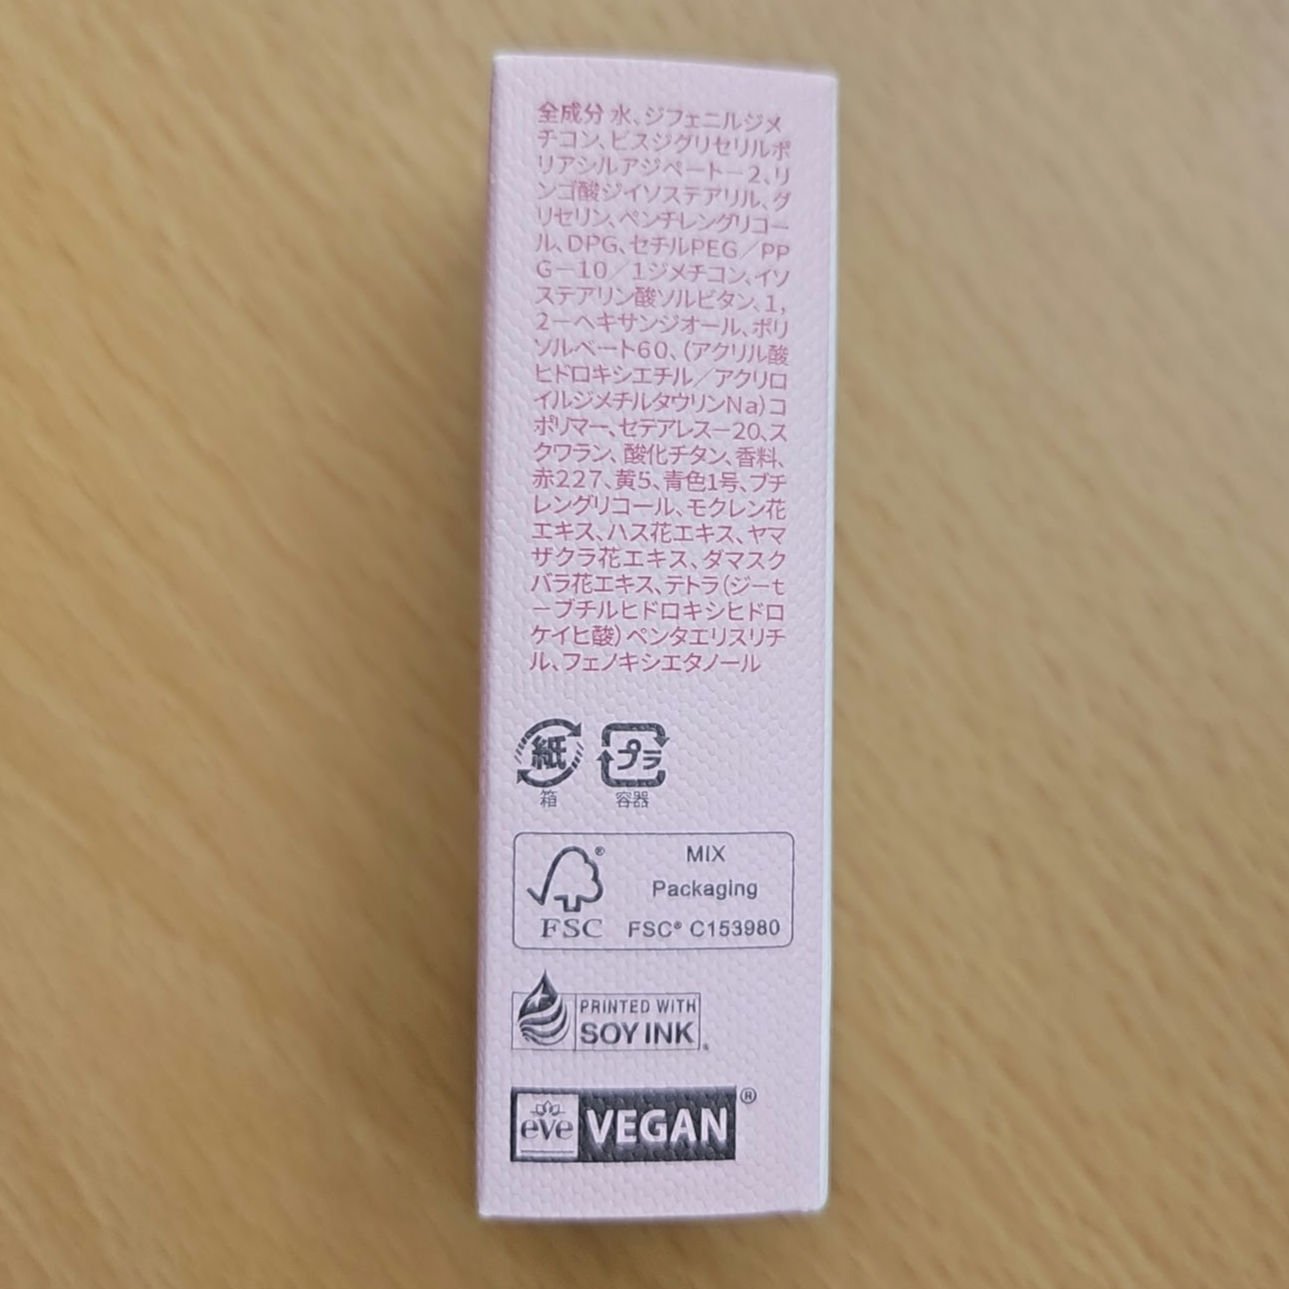 全成分 水、ジフェニルジメ
チコン、ビスジグリセリルポ
リアシルアジペート－2、リ
ンゴ酸ジイソステアリル、グ
リセリン、ペンチレングリコー
ル、DPG、セチルPEG／PP
G－10／1ジメチコン、イソ
ステアリン酸ソルビタン、1,
2－ヘキサンジオール、ポリ
ソルベート60、(アクリル酸
ヒドロキシエチル／アクリロ
イルジメチルタウリンNa)コ
ポリマー、セテアレス－20、ス
クワラン、酸化チタン、香料、
赤227、黄5、青色1号、ブチ
レングリコール、モクレン花
エキス、ハス花エキス、ヤマ
ザクラ花エキス、ダマスク
バラ花エキス、テトラ(ジ－t
－ブチルヒドロキシヒドロ
ケイヒ酸)ペンタエリスリチ
ル、フェノキシエタノール
紙 プラ
箱 容器
MIX
Packaging
FSC FSC® C153980
PRINTED WITH
SOY INK
eve VEGAN®